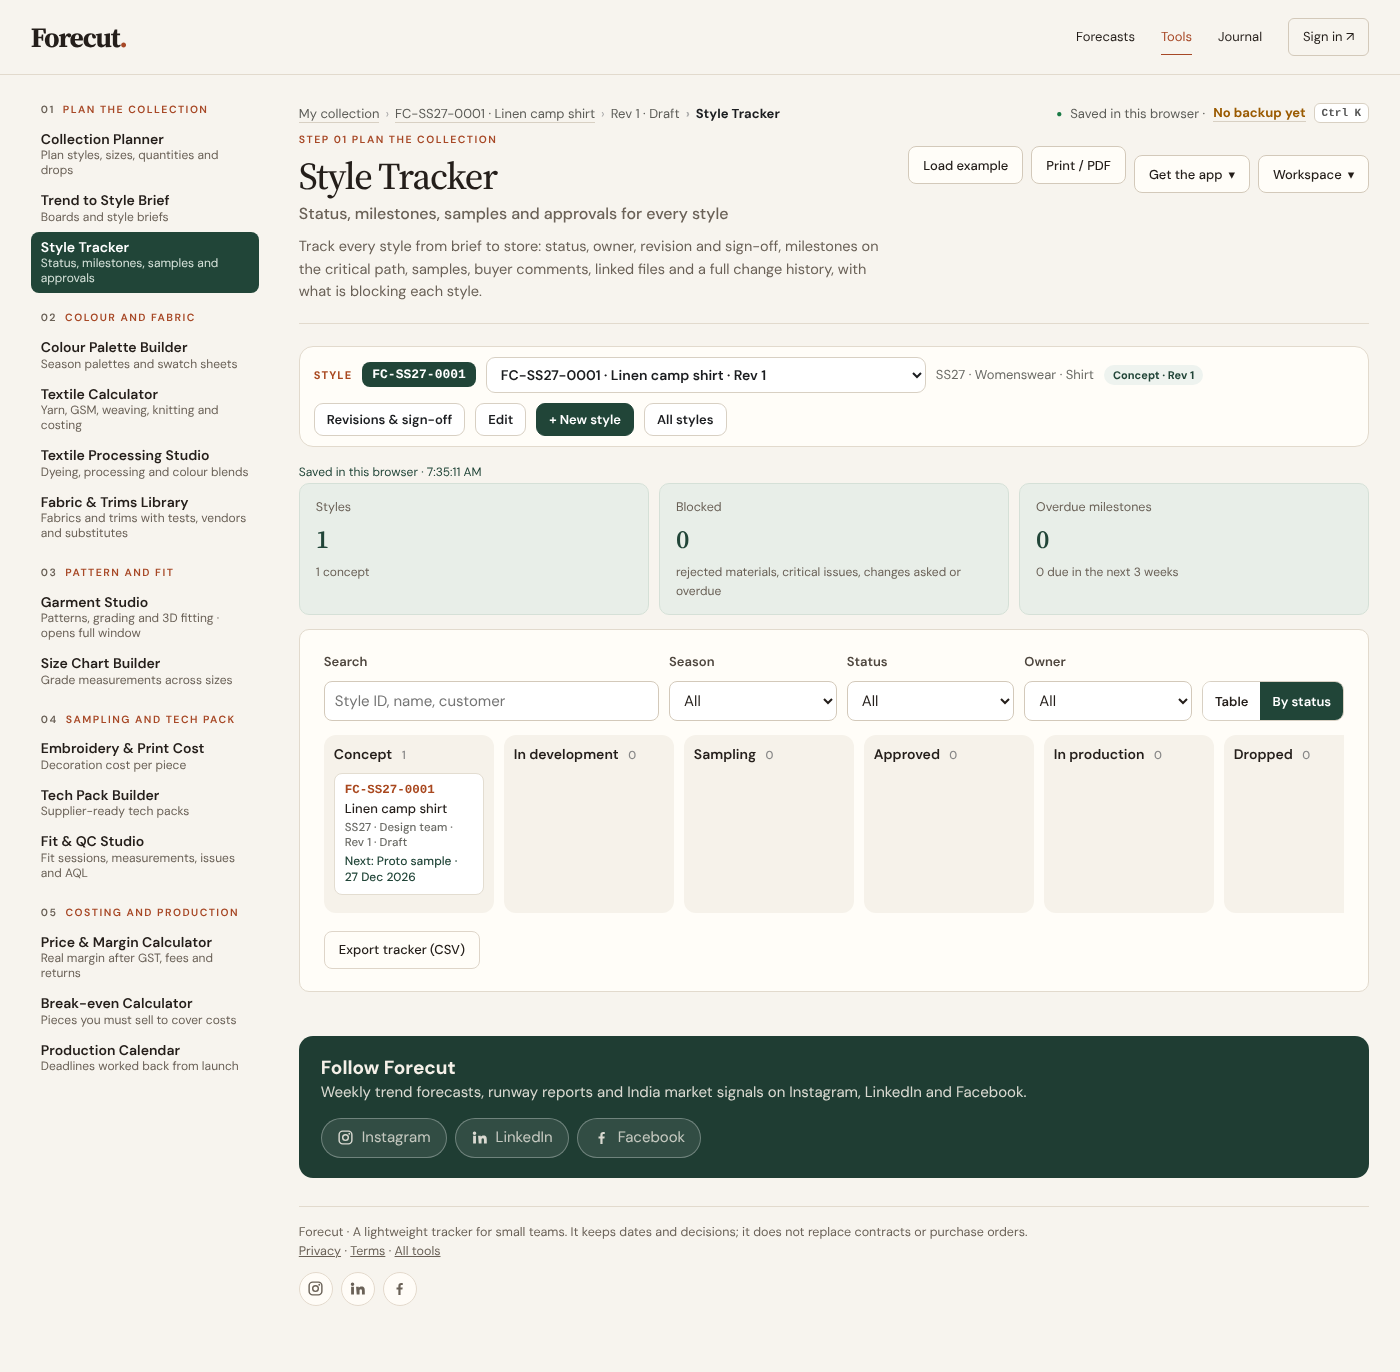 Forecut.
Forecasts
Tools
Journal
Sign in ↗
01 PLAN THE COLLECTION
Collection Planner
Plan styles, sizes, quantities and
drops
Trend to Style Brief
Boards and style briefs
Style Tracker
Status, milestones, samples and
approvals
02 COLOUR AND FABRIC
Colour Palette Builder
Season palettes and swatch sheets
Textile Calculator
Yarn, GSM, weaving, knitting and
costing
Textile Processing Studio
Dyeing, processing and colour blends
Fabric & Trims Library
Fabrics and trims with tests, vendors
and substitutes
03 PATTERN AND FIT
Garment Studio
Patterns, grading and 3D fitting ·
opens full window
Size Chart Builder
Grade measurements across sizes
04 SAMPLING AND TECH PACK
Embroidery & Print Cost
Decoration cost per piece
Tech Pack Builder
Supplier-ready tech packs
Fit & QC Studio
Fit sessions, measurements, issues
and AQL
05 COSTING AND PRODUCTION
Price & Margin Calculator
Real margin after GST, fees and
returns
Break-even Calculator
Pieces you must sell to cover costs
Production Calendar
Deadlines worked back from launch
My collection › FC-SS27-0001 · Linen camp shirt › Rev 1 · Draft › Style Tracker
Saved in this browser · No backup yet Ctrl K
STEP 01 PLAN THE COLLECTION
Style Tracker
Status, milestones, samples and approvals for every style
Load example
Print / PDF
Get the app ▾
Workspace ▾
Track every style from brief to store: status, owner, revision and sign-off, milestones on
the critical path, samples, buyer comments, linked files and a full change history, with
what is blocking each style.
STYLE FC-SS27-0001 FC-SS27-0001 · Linen camp shirt · Rev 1 SS27 · Womenswear · Shirt Concept · Rev 1
Revisions & sign-off
Edit
+ New style
All styles
Saved in this browser · 7:35:11 AM
Styles
1
1 concept
Blocked
0
rejected materials, critical issues, changes asked or
overdue
Overdue milestones
0
0 due in the next 3 weeks
Search
Style ID, name, customer
Season
All
Status
All
Owner
All
Table
By status
Concept 1
FC-SS27-0001
Linen camp shirt
SS27 · Design team ·
Rev 1 · Draft
Next: Proto sample ·
27 Dec 2026
In development 0
Sampling 0
Approved 0
In production 0
Dropped 0
Export tracker (CSV)
Follow Forecut
Weekly trend forecasts, runway reports and India market signals on Instagram, LinkedIn and Facebook.
Instagram
LinkedIn
Facebook
Forecut · A lightweight tracker for small teams. It keeps dates and decisions; it does not replace contracts or purchase orders.
Privacy · Terms · All tools